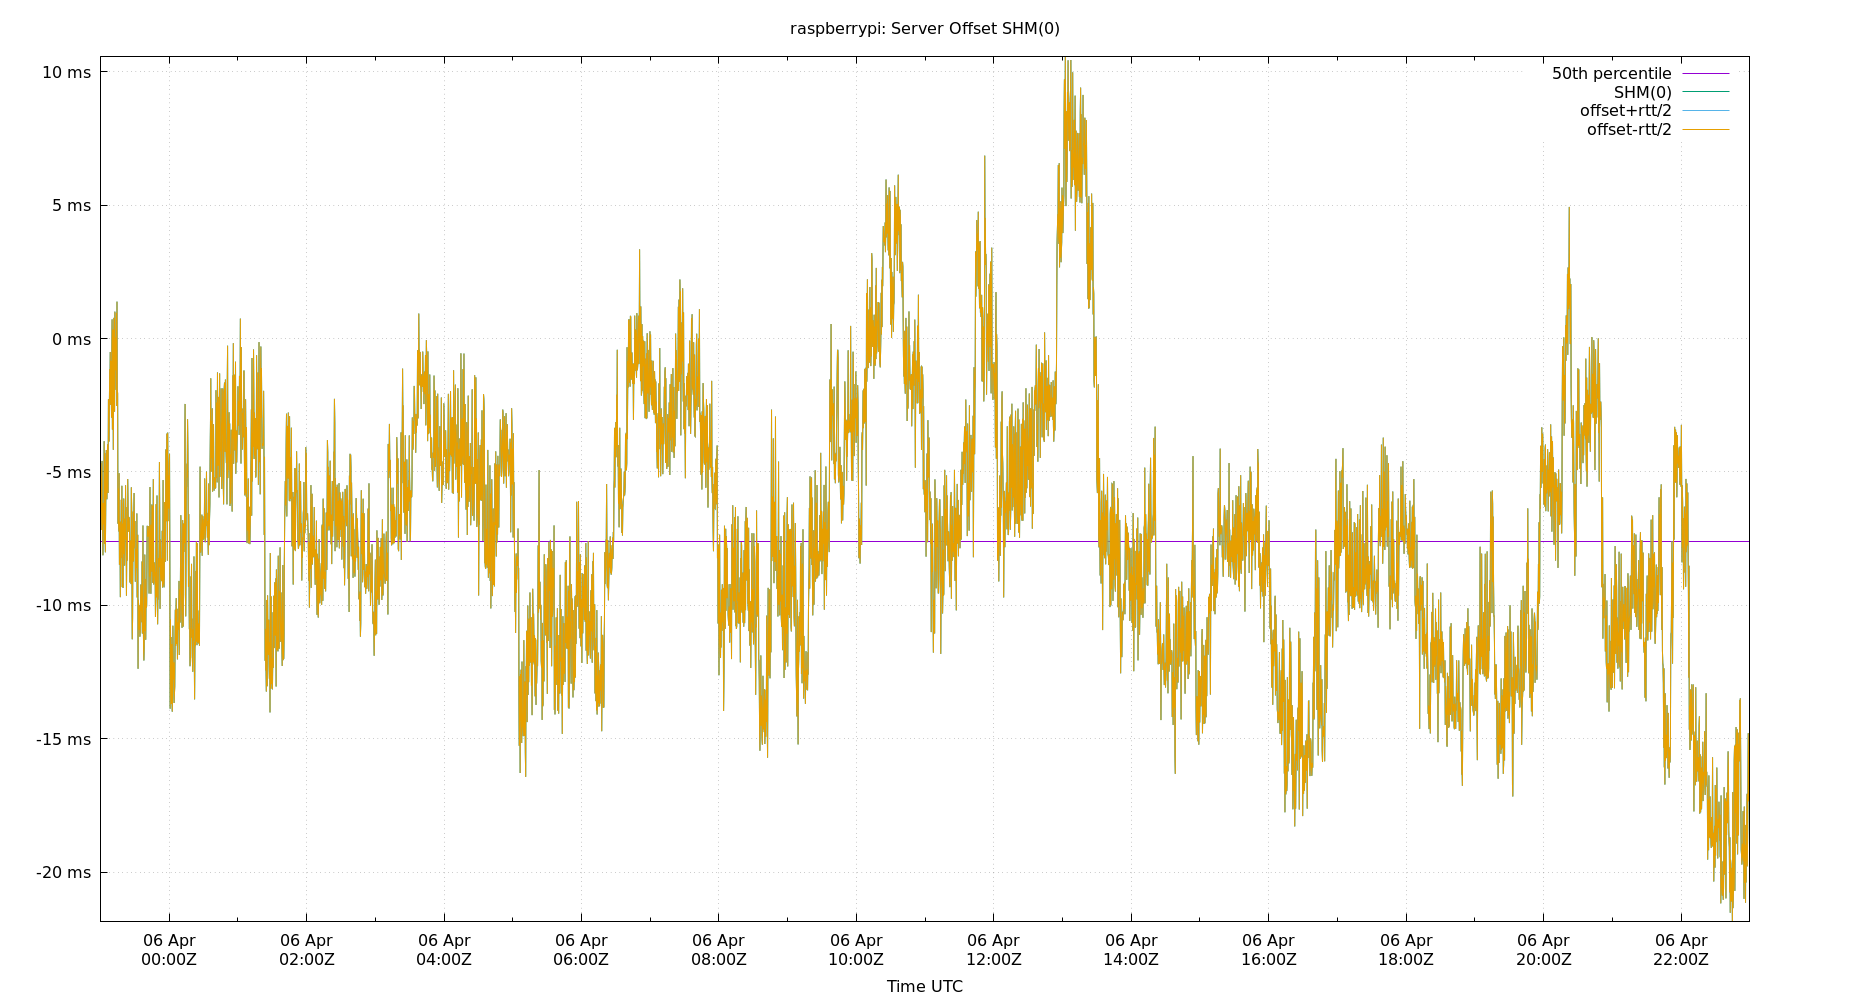 raspberrypi: Server Offset SHM(0)
10 ms
5 ms
0 ms
-5 ms
-10 ms
-15 ms
-20 ms
50th percentile
SHM(0)
offset+rtt/2
offset-rtt/2
06 Apr 06 Apr 06 Apr 06 Apr 06 Apr 06 Apr 06 Apr 06 Apr 06 Apr 06 Apr 06 Apr 06 Apr
00:00Z 02:00Z 04:00Z 06:00Z 08:00Z 10:00Z 12:00Z 14:00Z 16:00Z 18:00Z 20:00Z 22:00Z
Time UTC